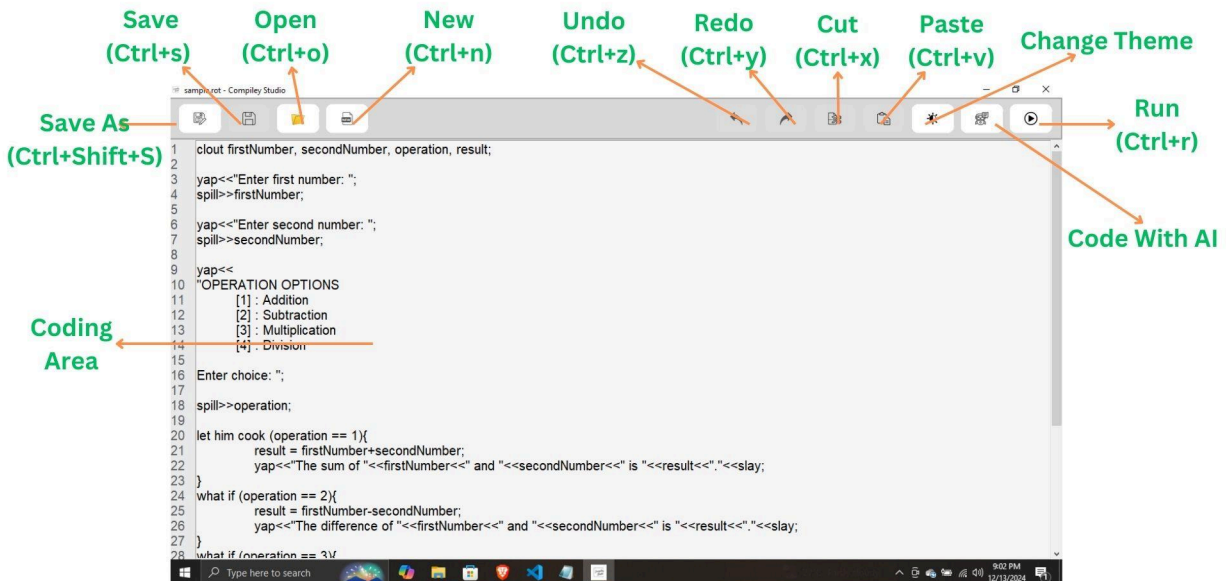 Save
(Ctrl+s)
Open
(Ctrl+o)
New
(Ctrl+n)
Undo
(Ctrl+z)
Redo
(Ctrl+y)
Cut
(Ctrl+x)
Paste
(Ctrl+v)
Change Theme
Save As
(Ctrl+Shift+S)
Run
(Ctrl+r)
Code With AI
Coding
Area
sample.rot - Compiley Studio
1 clout firstNumber, secondNumber, operation, result;
2
3 yap<<"Enter first number: ";
4 spill>>firstNumber;
5
6 yap<<"Enter second number: ";
7 spill>>secondNumber;
8
9 yap<<
10 "OPERATION OPTIONS
11 [1] : Addition
12 [2] : Subtraction
13 [3] : Multiplication
14 [4] : Division
15
16 Enter choice: ";
17
18 spill>>operation;
19
20 let him cook (operation == 1){
21 result = firstNumber+secondNumber;
22 yap<<"The sum of "<<firstNumber<<" and "<<secondNumber<<" is "<<result<<"."<<slay;
23 }
24 what if (operation == 2){
25 result = firstNumber-secondNumber;
26 yap<<"The difference of "<<firstNumber<<" and "<<secondNumber<<" is "<<result<<"."<<slay;
27 }
28 what if (operation == 3){
Type here to search
9:02 PM
12/13/2024